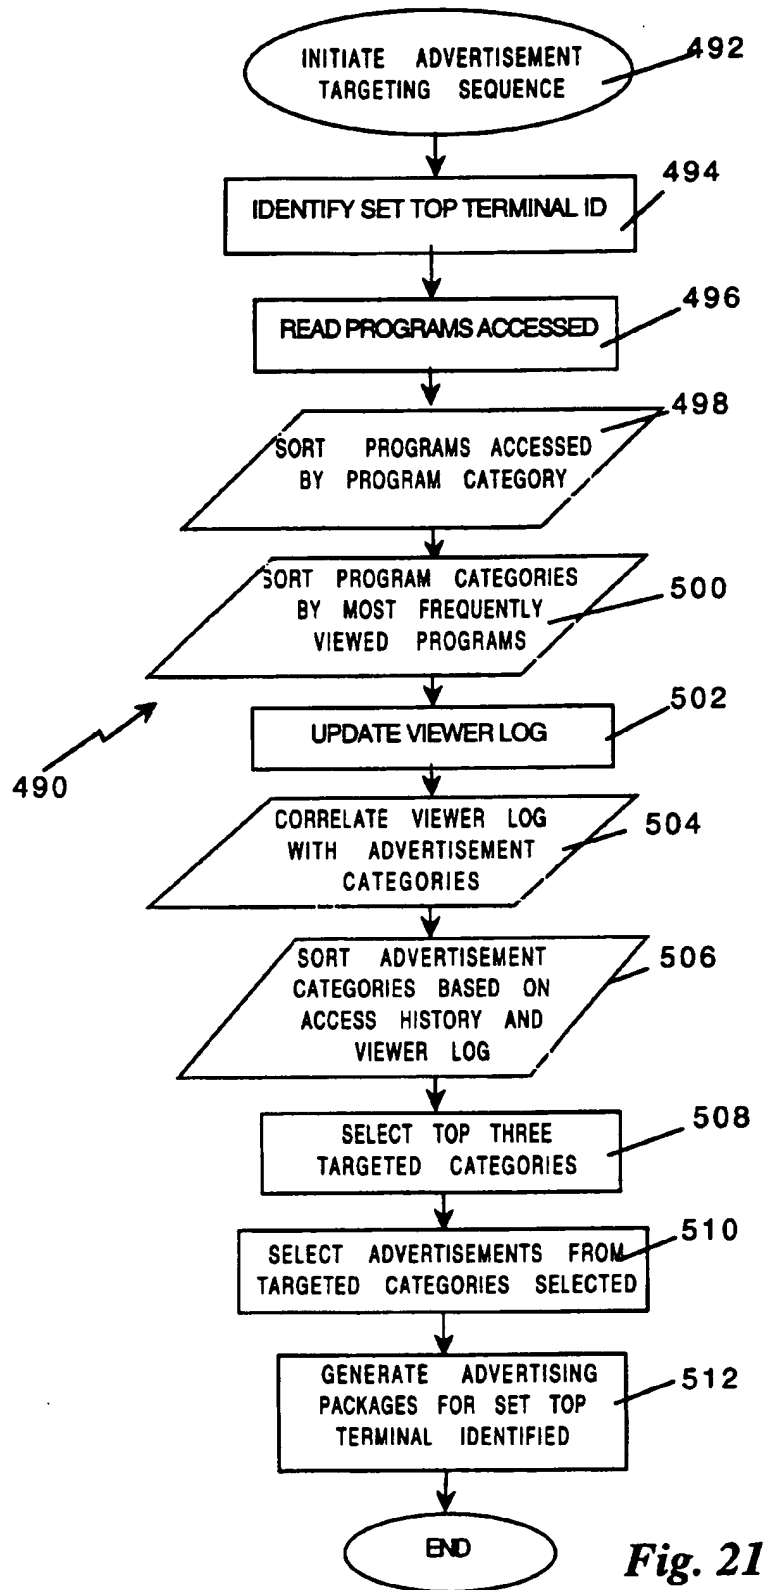 INITIATE ADVERTISEMENT
TARGETING SEQUENCE
492
IDENTIFY SET TOP TERMINAL ID
494
READ PROGRAMS ACCESSED
496
SORT PROGRAMS ACCESSED
BY PROGRAM CATEGORY
498
SORT PROGRAM CATEGORIES
BY MOST FREQUENTLY
VIEWED PROGRAMS
500
UPDATE VIEWER LOG
502
490
CORRELATE VIEWER LOG
WITH ADVERTISEMENT
CATEGORIES
504
SORT ADVERTISEMENT
CATEGORIES BASED ON
ACCESS HISTORY AND
VIEWER LOG
506
SELECT TOP THREE
TARGETED CATEGORIES
508
SELECT ADVERTISEMENTS FROM
TARGETED CATEGORIES SELECTED
510
GENERATE ADVERTISING
PACKAGES FOR SET TOP
TERMINAL IDENTIFIED
512
END
Fig. 21